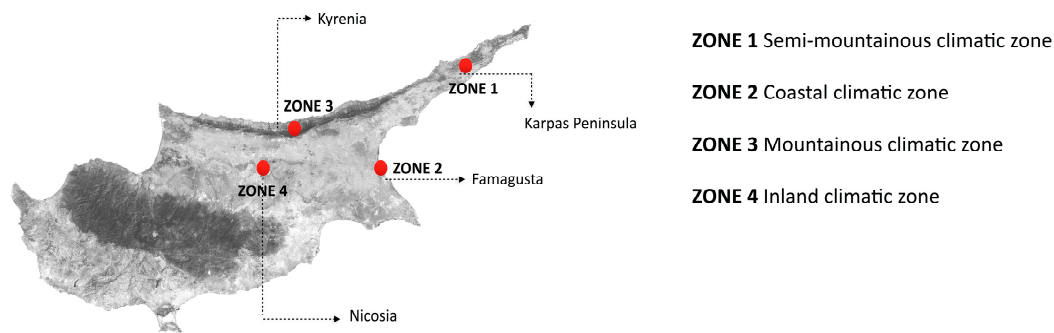 Kyrenia
ZONE 1
Karpas Peninsula
ZONE 3
ZONE 2
Famagusta
ZONE 4
Nicosia
ZONE 1 Semi-mountainous climatic zone
ZONE 2 Coastal climatic zone
ZONE 3 Mountainous climatic zone
ZONE 4 Inland climatic zone